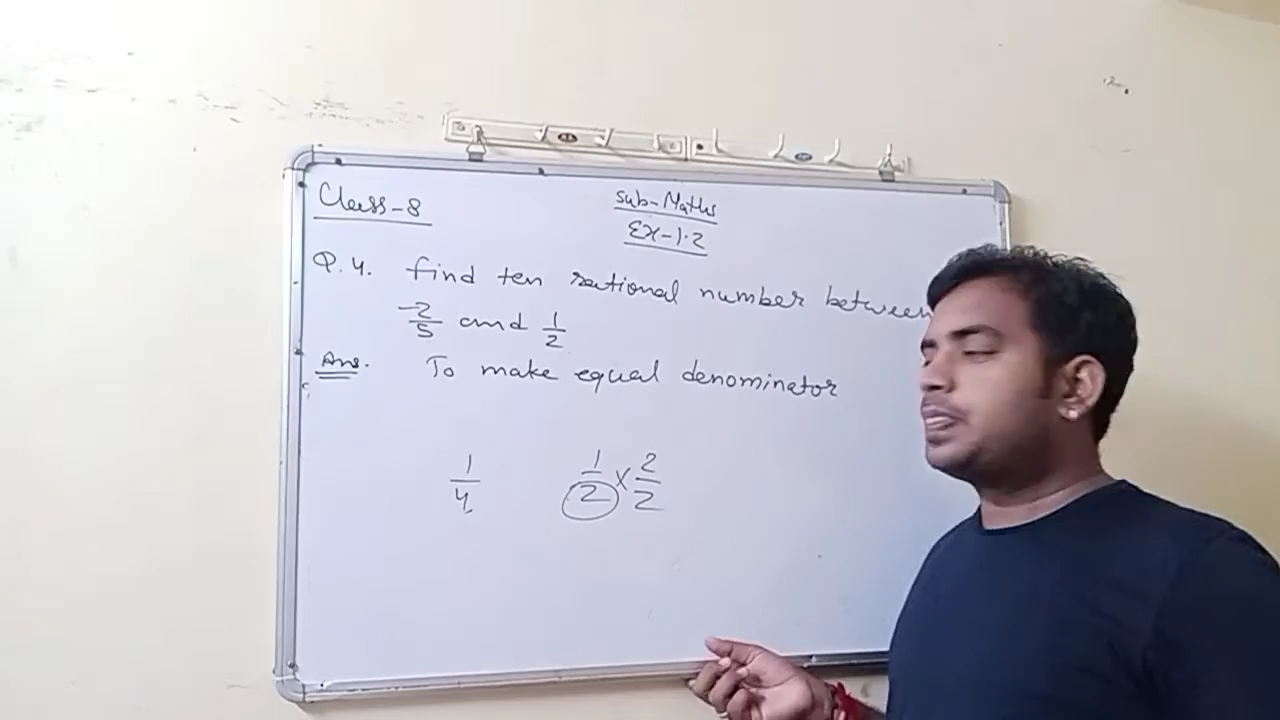 Class-8
Sub-Maths
Ex-1.2
Q.4. find ten rational number between
-2/5 and 1/2
Ans. To make equal denominator
1/4 1/2 x 2/2